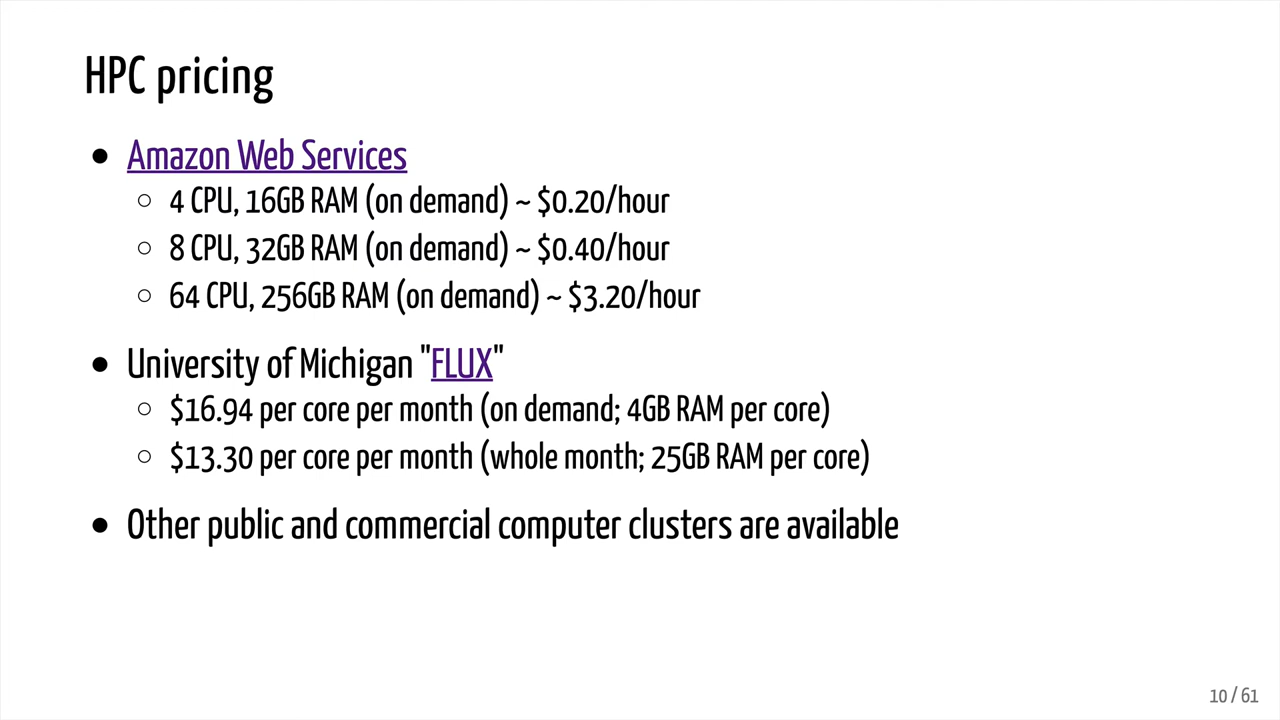 HPC pricing
Amazon Web Services
4 CPU, 16GB RAM (on demand) ~ $0.20/hour
8 CPU, 32GB RAM (on demand) ~ $0.40/hour
64 CPU, 256GB RAM (on demand) ~ $3.20/hour
University of Michigan "FLUX"
$16.94 per core per month (on demand; 4GB RAM per core)
$13.30 per core per month (whole month; 25GB RAM per core)
Other public and commercial computer clusters are available
10 / 61